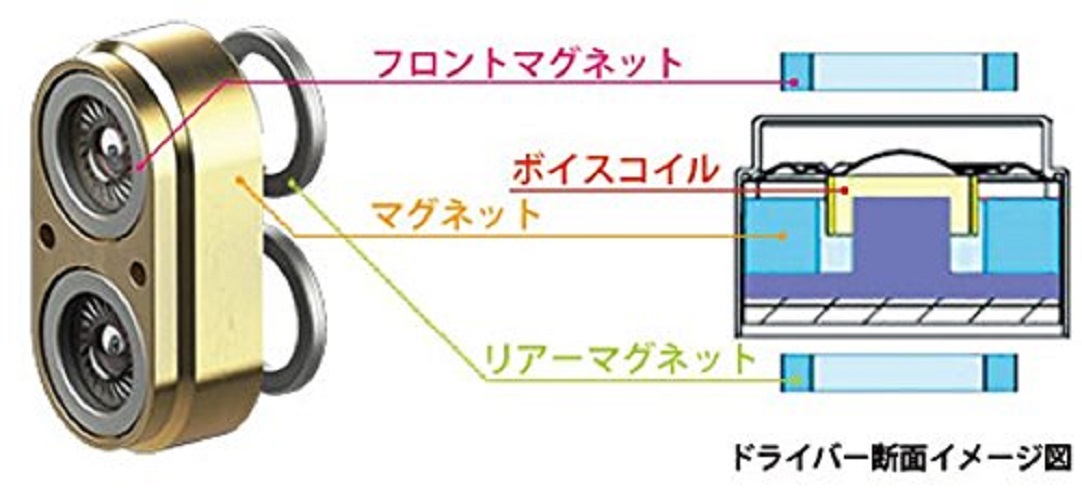 フロントマグネット
ボイスコイル
マグネット
リアーマグネット
ドライバー断面イメージ図